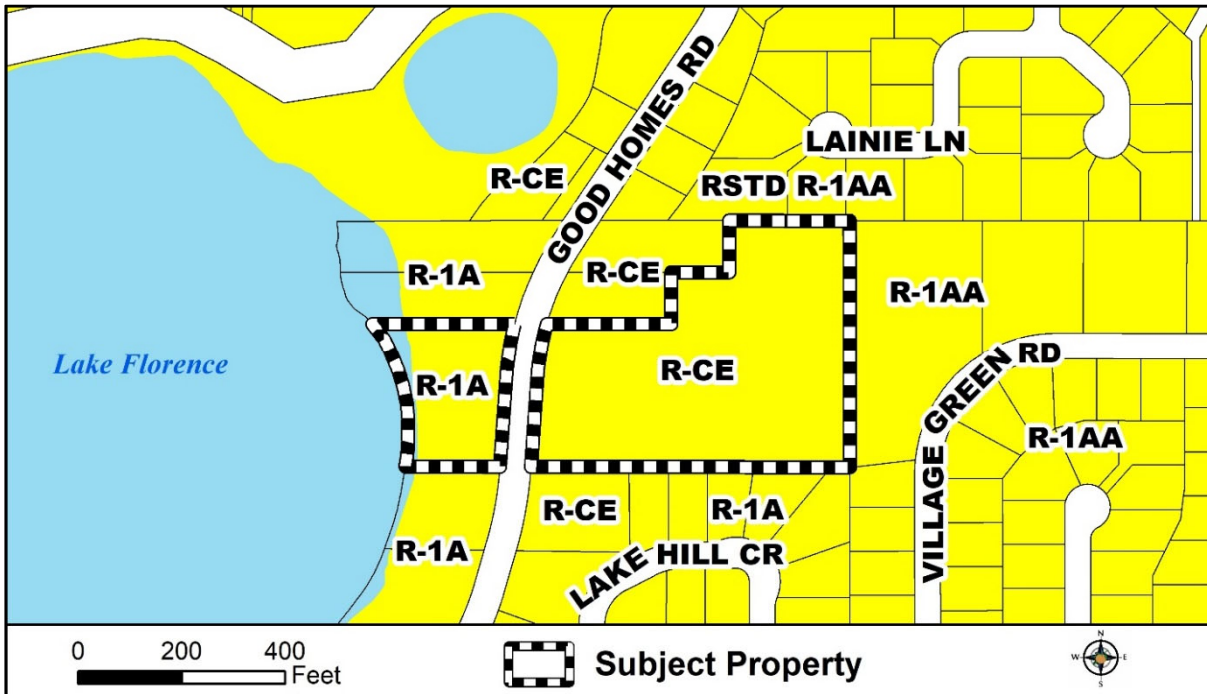 GOOD HOMES RD
LAINIE LN
R-CE
RSTD R-1AA
R-1A
R-CE
R-1AA
Lake Florence
R-1A
R-CE
VILLAGE GREEN RD
R-1AA
R-CE
R-1A
R-1A
LAKE HILL CR
0 200 400
Feet
Subject Property
N
W E
S